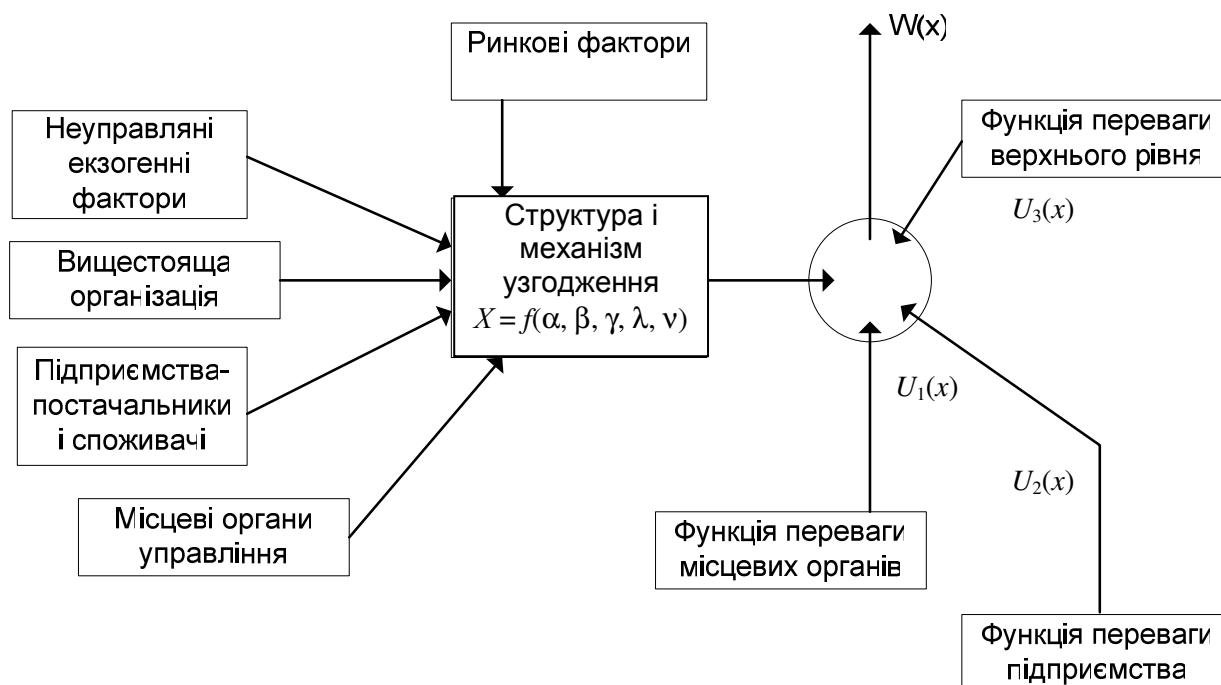 Ринкові фактори
W(x)
Неуправляні
екзогенні
фактори
Функція переваги
верхнього рівня
U₃(x)
Структура і
механізм
узгодження
X = f(α, β, γ, λ, ν)
Вищестояща
організація
Підприємства-
постачальники
і споживачі
U₁(x)
U₂(x)
Місцеві органи
управління
Функція переваги
місцевих органів
Функція переваги
підприємства